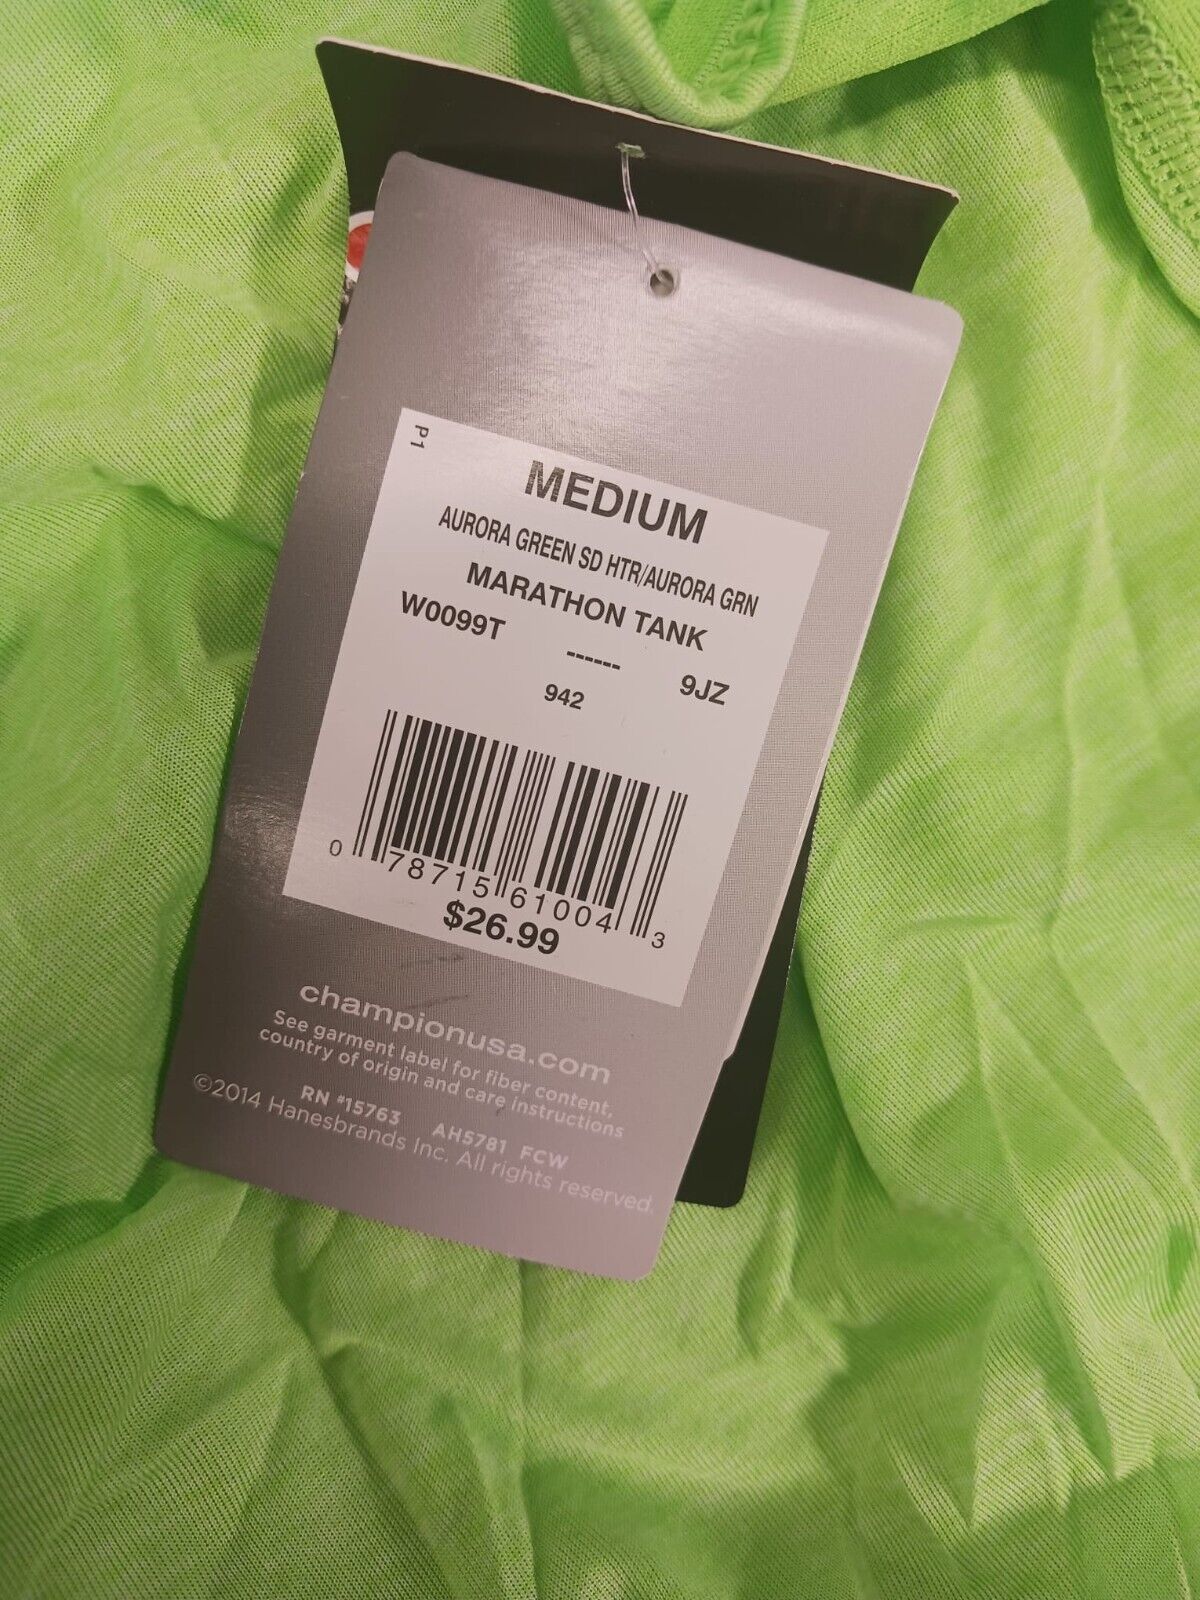 P1
MEDIUM
AURORA GREEN SD HTR/AURORA GRN
MARATHON TANK
W0099T ------ 9JZ
942
0 78715 61004 3
$26.99
championusa.com
See garment label for fiber content,
country of origin and care instructions
RN #15763 AH5781 FCW
©2014 Hanesbrands Inc. All rights reserved.